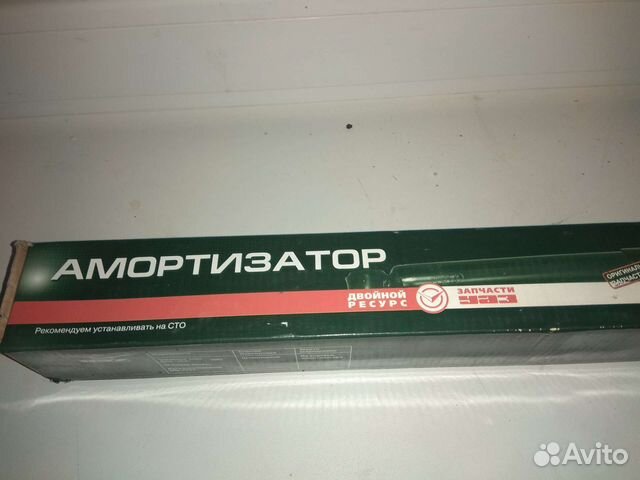 АМОРТИЗАТОР
ДВОЙНОЙ
РЕСУРС
ЗАПЧАСТИ
УАЗ
Рекомендуем устанавливать на СТО
Avito